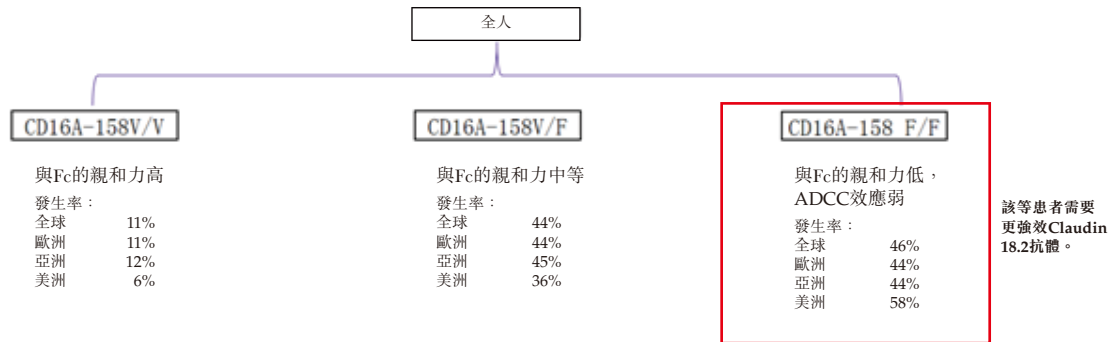 全人
CD16A-158V/V
與Fc的親和力高
發生率：
全球 11%
歐洲 11%
亞洲 12%
美洲 6%
CD16A-158V/F
與Fc的親和力中等
發生率：
全球 44%
歐洲 44%
亞洲 45%
美洲 36%
CD16A-158 F/F
與Fc的親和力低，
ADCC效應弱
發生率：
全球 46%
歐洲 44%
亞洲 44%
美洲 58%
該等患者需要
更強效Claudin
18.2抗體。